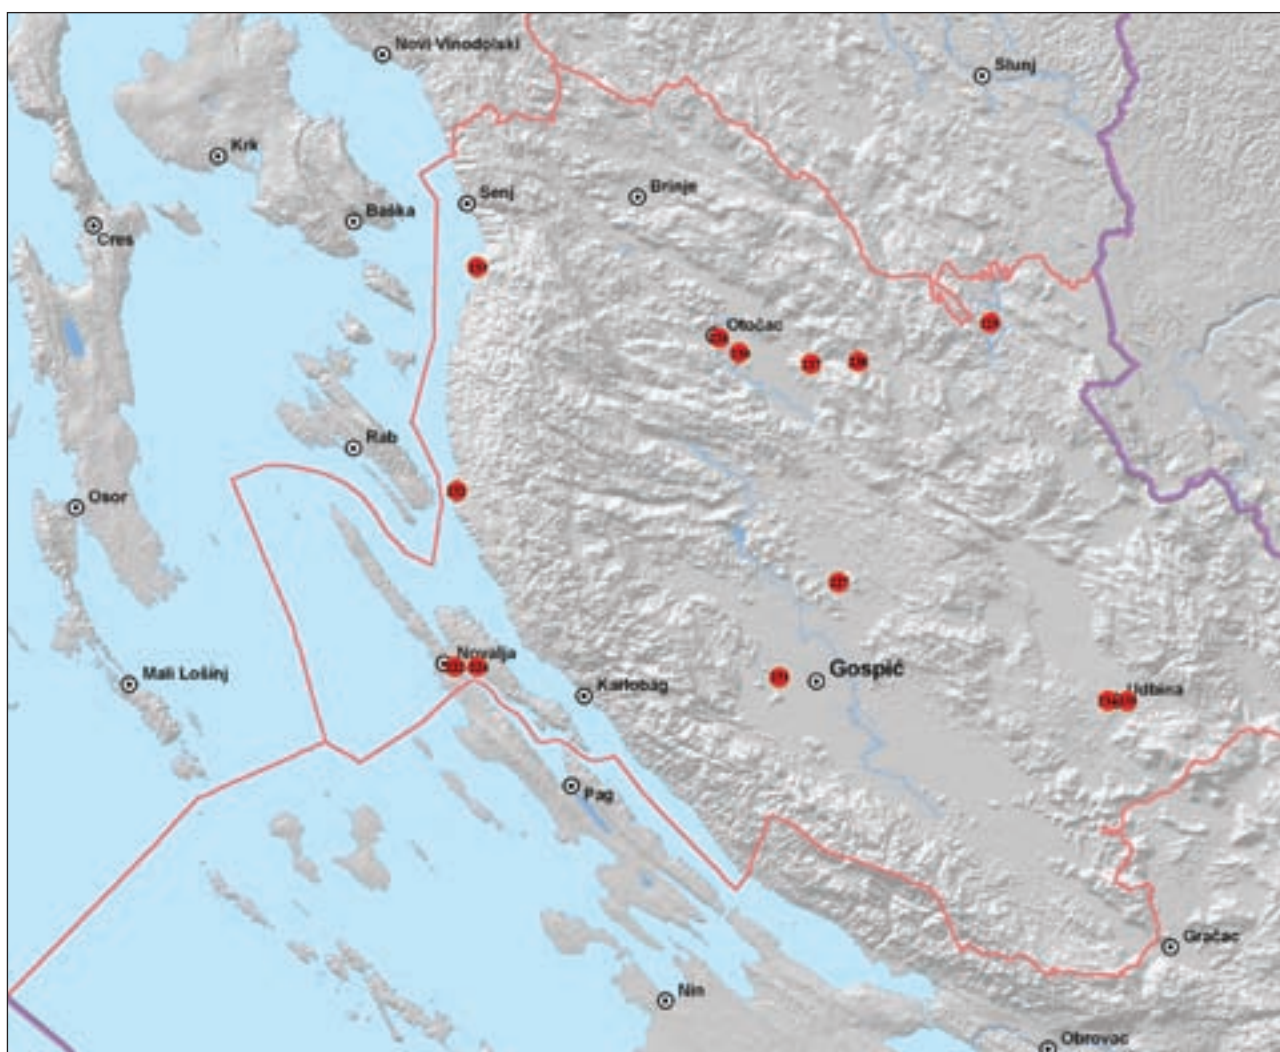 Novi Vinodolski
Slunj
Krk
Brinje
Senj
Baška
Cres
Otočac
Rab
Osor
Novalja
Mali Lošinj
Karlobag
Gospić
Udbina
Pag
Gračac
Nin
Obrovac